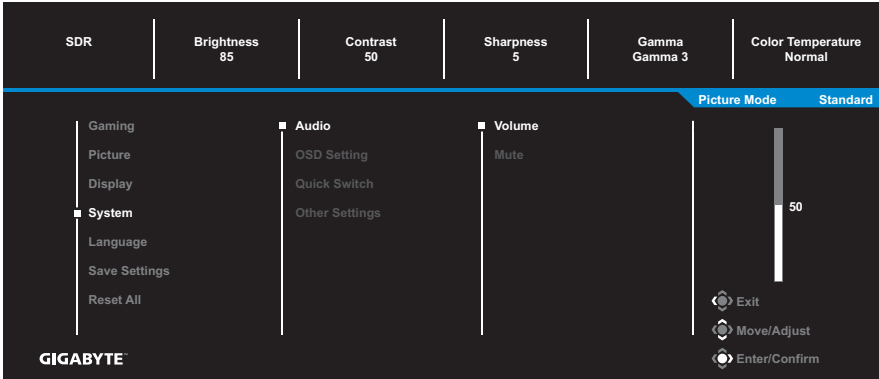 SDR
Brightness
85
Contrast
50
Sharpness
5
Gamma
Gamma 3
Color Temperature
Normal
Picture Mode Standard
Gaming
Picture
Display
System
Language
Save Settings
Reset All
Audio
OSD Setting
Quick Switch
Other Settings
Volume
Mute
50
Exit
Move/Adjust
Enter/Confirm
GIGABYTE™